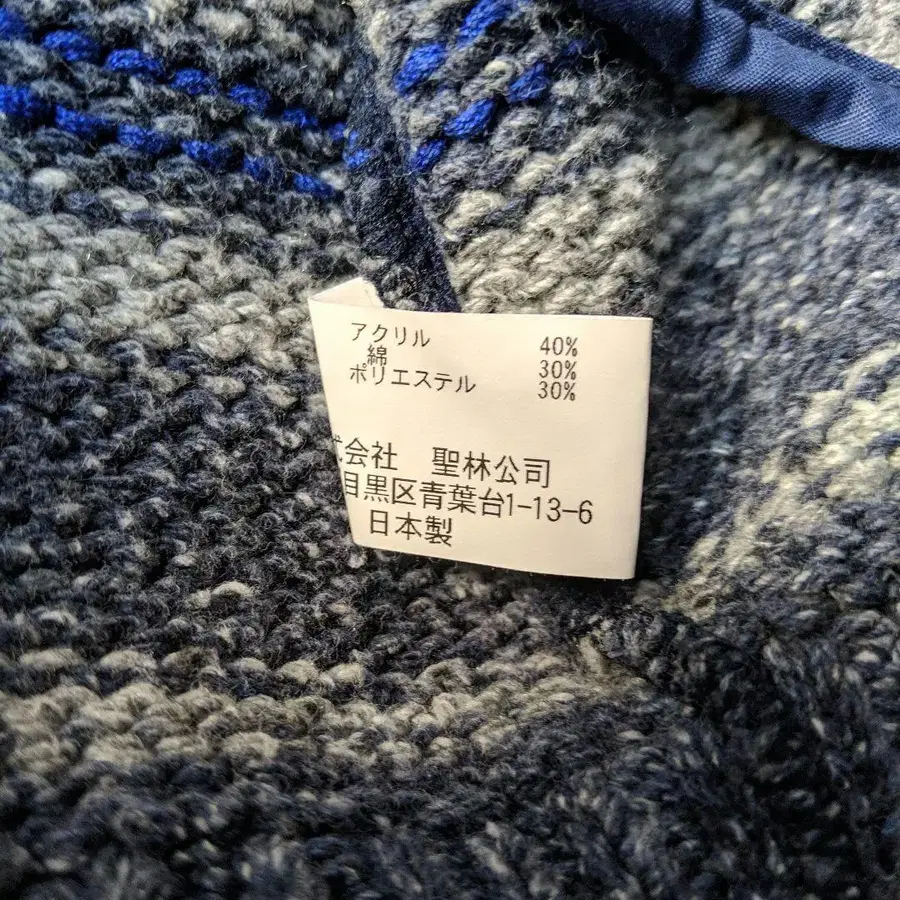 アクリル 40%
綿 30%
ポリエステル 30%
式会社 聖林公司
目黒区青葉台1-13-6
日本製